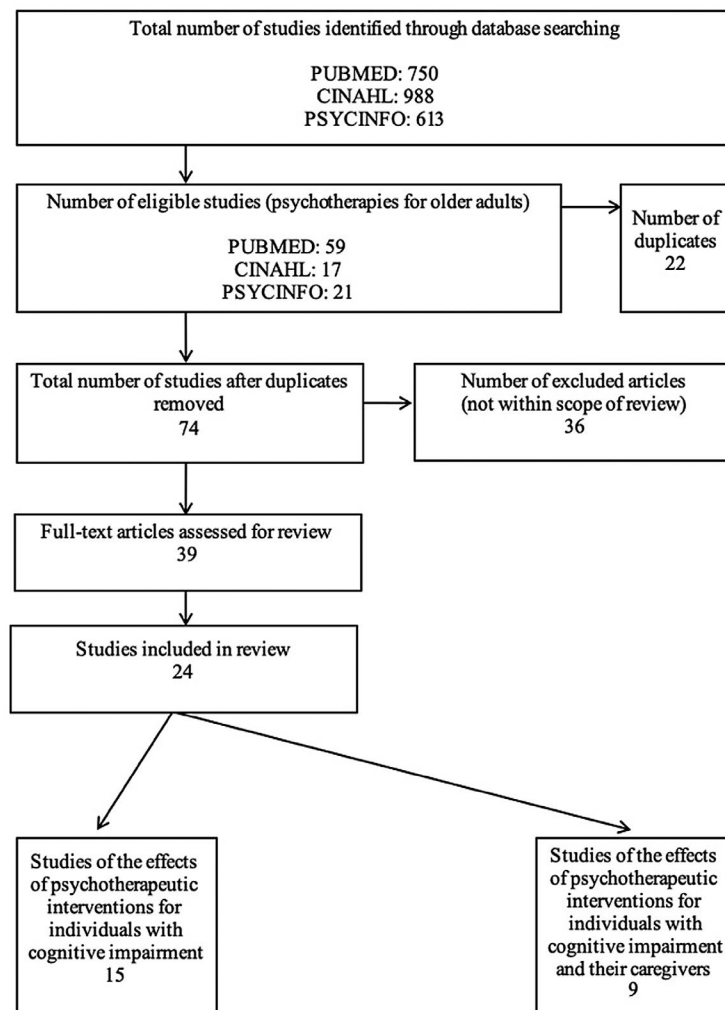 Total number of studies identified through database searching
PUBMED: 750
CINAHL: 988
PSYCINFO: 613
Number of eligible studies (psychotherapies for older adults)
PUBMED: 59
CINAHL: 17
PSYCINFO: 21
Number of
duplicates
22
Total number of studies after duplicates
removed
74
Number of excluded articles
(not within scope of review)
36
Full-text articles assessed for review
39
Studies included in review
24
Studies of the effects
of psychotherapeutic
interventions for
individuals with
cognitive impairment
15
Studies of the effects of
psychotherapeutic
interventions for
individuals with
cognitive impairment
and their caregivers
9